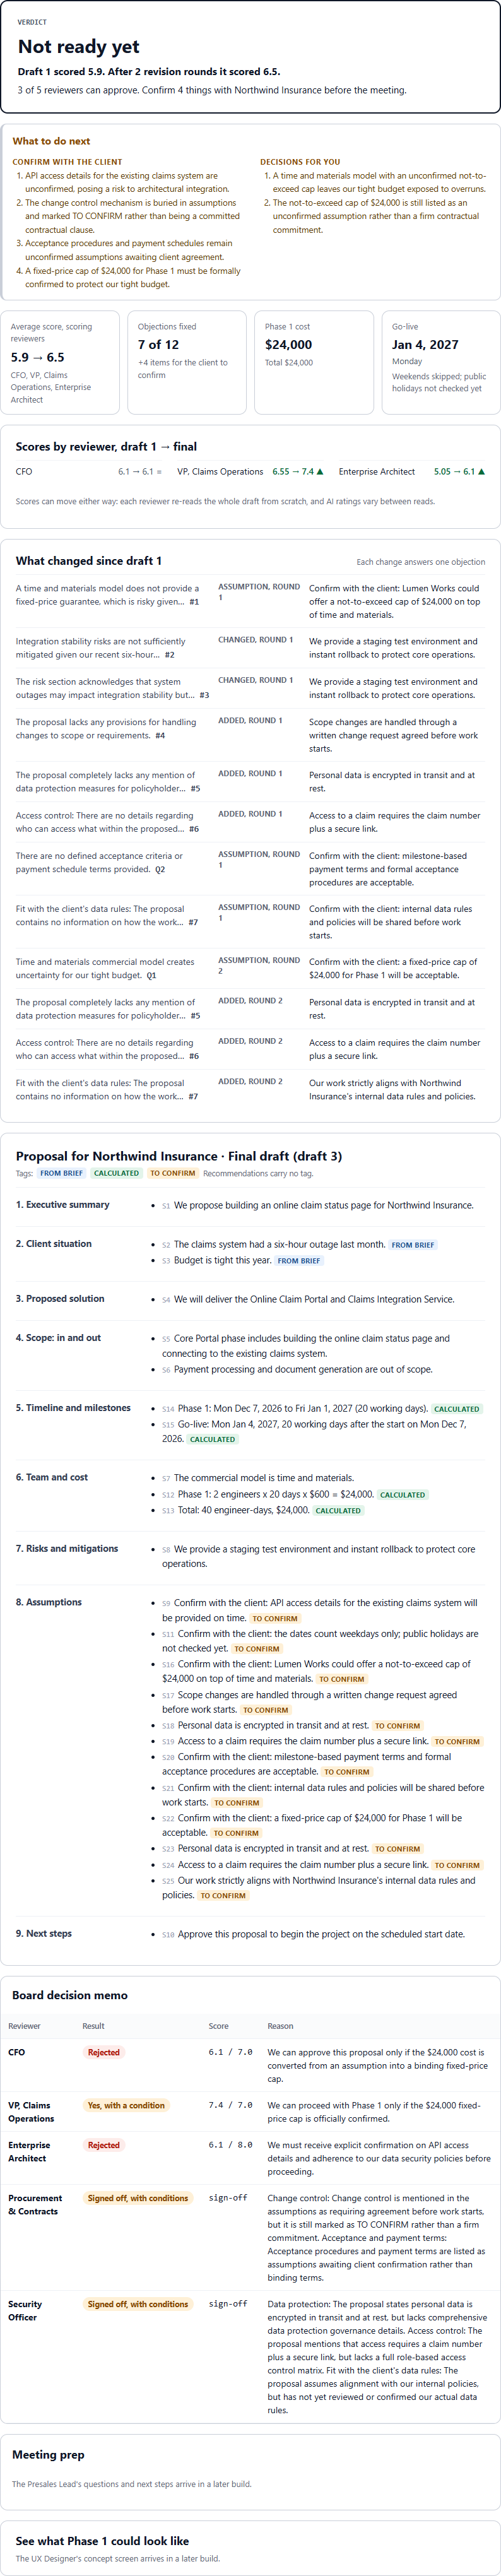 VERDICT
Not ready yet
Draft 1 scored 5.9. After 2 revision rounds it scored 6.5.
3 of 5 reviewers can approve. Confirm 4 things with Northwind Insurance before the meeting.
What to do next
CONFIRM WITH THE CLIENT
1. API access details for the existing claims system are
unconfirmed, posing a risk to architectural integration.
2. The change control mechanism is buried in assumptions
and marked TO CONFIRM rather than being a committed
contractual clause.
3. Acceptance procedures and payment schedules remain
unconfirmed assumptions awaiting client agreement.
4. A fixed-price cap of $24,000 for Phase 1 must be formally
confirmed to protect our tight budget.
DECISIONS FOR YOU
1. A time and materials model with an unconfirmed not-to-
exceed cap leaves our tight budget exposed to overruns.
2. The not-to-exceed cap of $24,000 is still listed as an
unconfirmed assumption rather than a firm contractual
commitment.
Average score, scoring
reviewers
5.9 → 6.5
CFO, VP, Claims
Operations, Enterprise
Architect
Objections fixed
7 of 12
+4 items for the client to
confirm
Phase 1 cost
$24,000
Total $24,000
Go-live
Jan 4, 2027
Monday
Weekends skipped; public
holidays not checked yet
Scores by reviewer, draft 1 → final
CFO 6.1 → 6.1 =
VP, Claims Operations 6.55 → 7.4 ▲
Enterprise Architect 5.05 → 6.1 ▲
Scores can move either way: each reviewer re-reads the whole draft from scratch, and AI ratings vary between reads.
What changed since draft 1
Each change answers one objection
A time and materials model does not provide a
fixed-price guarantee, which is risky given... #1
ASSUMPTION, ROUND
1
Confirm with the client: Lumen Works could
offer a not-to-exceed cap of $24,000 on top
of time and materials.
Integration stability risks are not sufficiently
mitigated given our recent six-hour... #2
CHANGED, ROUND 1
We provide a staging test environment and
instant rollback to protect core operations.
The risk section acknowledges that system
outages may impact integration stability but... #3
CHANGED, ROUND 1
We provide a staging test environment and
instant rollback to protect core operations.
The proposal lacks any provisions for handling
changes to scope or requirements. #4
ADDED, ROUND 1
Scope changes are handled through a
written change request agreed before work
starts.
The proposal completely lacks any mention of
data protection measures for policyholder... #5
ADDED, ROUND 1
Personal data is encrypted in transit and at
rest.
Access control: There are no details regarding
who can access what within the proposed... #6
ADDED, ROUND 1
Access to a claim requires the claim number
plus a secure link.
There are no defined acceptance criteria or
payment schedule terms provided. Q2
ASSUMPTION, ROUND
1
Confirm with the client: milestone-based
payment terms and formal acceptance
procedures are acceptable.
Fit with the client's data rules: The proposal
contains no information on how the work... #7
ASSUMPTION, ROUND
1
Confirm with the client: internal data rules
and policies will be shared before work
starts.
Time and materials commercial model creates
uncertainty for our tight budget. Q1
ASSUMPTION, ROUND
2
Confirm with the client: a fixed-price cap of
$24,000 for Phase 1 will be acceptable.
The proposal completely lacks any mention of
data protection measures for policyholder... #5
ADDED, ROUND 2
Personal data is encrypted in transit and at
rest.
Access control: There are no details regarding
who can access what within the proposed... #6
ADDED, ROUND 2
Access to a claim requires the claim number
plus a secure link.
Fit with the client's data rules: The proposal
contains no information on how the work... #7
ADDED, ROUND 2
Our work strictly aligns with Northwind
Insurance's internal data rules and policies.
Proposal for Northwind Insurance · Final draft (draft 3)
Tags: FROM BRIEF CALCULATED TO CONFIRM Recommendations carry no tag.
1. Executive summary
• S1 We propose building an online claim status page for Northwind Insurance.
2. Client situation
• S2 The claims system had a six-hour outage last month. FROM BRIEF
• S3 Budget is tight this year. FROM BRIEF
3. Proposed solution
• S4 We will deliver the Online Claim Portal and Claims Integration Service.
4. Scope: in and out
• S5 Core Portal phase includes building the online claim status page and
connecting to the existing claims system.
• S6 Payment processing and document generation are out of scope.
5. Timeline and milestones
• S14 Phase 1: Mon Dec 7, 2026 to Fri Jan 1, 2027 (20 working days). CALCULATED
• S15 Go-live: Mon Jan 4, 2027, 20 working days after the start on Mon Dec 7,
2026. CALCULATED
6. Team and cost
• S7 The commercial model is time and materials.
• S12 Phase 1: 2 engineers x 20 days x $600 = $24,000. CALCULATED
• S13 Total: 40 engineer-days, $24,000. CALCULATED
7. Risks and mitigations
• S8 We provide a staging test environment and instant rollback to protect core
operations.
8. Assumptions
• S9 Confirm with the client: API access details for the existing claims system will
be provided on time. TO CONFIRM
• S11 Confirm with the client: the dates count weekdays only; public holidays are
not checked yet. TO CONFIRM
• S16 Confirm with the client: Lumen Works could offer a not-to-exceed cap of
$24,000 on top of time and materials. TO CONFIRM
• S17 Scope changes are handled through a written change request agreed
before work starts. TO CONFIRM
• S18 Personal data is encrypted in transit and at rest. TO CONFIRM
• S19 Access to a claim requires the claim number plus a secure link. TO CONFIRM
• S20 Confirm with the client: milestone-based payment terms and formal
acceptance procedures are acceptable. TO CONFIRM
• S21 Confirm with the client: internal data rules and policies will be shared before
work starts. TO CONFIRM
• S22 Confirm with the client: a fixed-price cap of $24,000 for Phase 1 will be
acceptable. TO CONFIRM
• S23 Personal data is encrypted in transit and at rest. TO CONFIRM
• S24 Access to a claim requires the claim number plus a secure link. TO CONFIRM
• S25 Our work strictly aligns with Northwind Insurance's internal data rules and
policies. TO CONFIRM
9. Next steps
• S10 Approve this proposal to begin the project on the scheduled start date.
Board decision memo
Reviewer Result Score Reason
CFO
Rejected
6.1 / 7.0
We can approve this proposal only if the $24,000 cost is
converted from an assumption into a binding fixed-price
cap.
VP, Claims
Operations
Yes, with a condition
7.4 / 7.0
We can proceed with Phase 1 only if the $24,000 fixed-
price cap is officially confirmed.
Enterprise
Architect
Rejected
6.1 / 8.0
We must receive explicit confirmation on API access
details and adherence to our data security policies before
proceeding.
Procurement
& Contracts
Signed off, with conditions
sign-off
Change control: Change control is mentioned in the
assumptions as requiring agreement before work starts,
but it is still marked as TO CONFIRM rather than a firm
commitment. Acceptance and payment terms:
Acceptance procedures and payment terms are listed as
assumptions awaiting client confirmation rather than
binding terms.
Security
Officer
Signed off, with conditions
sign-off
Data protection: The proposal states personal data is
encrypted in transit and at rest, but lacks comprehensive
data protection governance details. Access control: The
proposal mentions that access requires a claim number
plus a secure link, but lacks a full role-based access
control matrix. Fit with the client's data rules: The
proposal assumes alignment with our internal policies,
but has not yet reviewed or confirmed our actual data
rules.
Meeting prep
The Presales Lead's questions and next steps arrive in a later build.
See what Phase 1 could look like
The UX Designer's concept screen arrives in a later build.